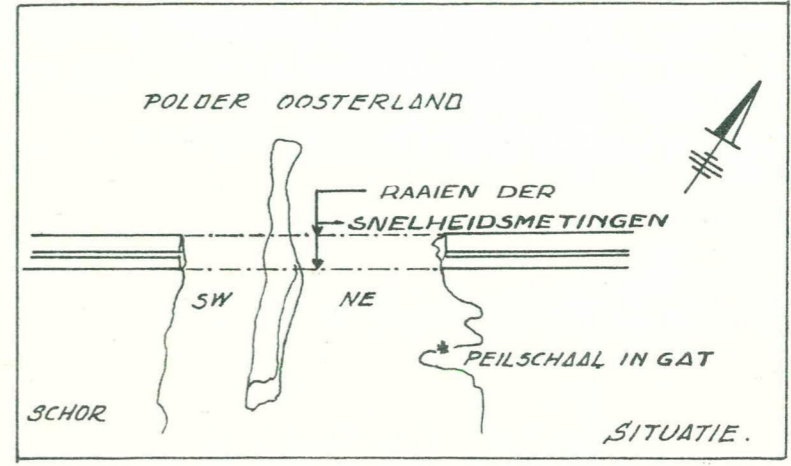 POLDER OOSTERLAND
RAAIEN DER
SNELHEIDSMETINGEN
SW
NE
PEILSCHAAL IN GAT
SCHOR
SITUATIE.